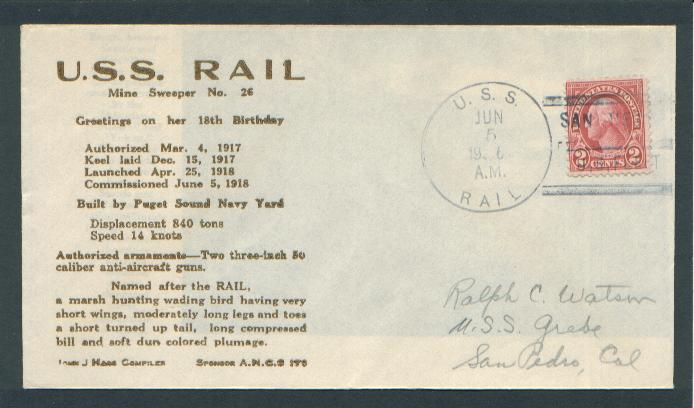 U.S.S. RAIL
Mine Sweeper No. 26
Greetings on her 18th Birthday
Authorized Mar. 4, 1917
Keel laid Dec. 15, 1917
Launched Apr. 25, 1918
Commissioned June 5, 1918
Built by Puget Sound Navy Yard
Displacement 840 tons
Speed 14 knots
Authorized armaments—Two three-inch 50
caliber anti-aircraft guns.
Named after the RAIL,
a marsh hunting wading bird having very
short wings, moderately long legs and toes
a short turned up tail, long compressed
bill and soft dun colored plumage.
John J Haas Compiler Sponsor A.N.C.S
U. S. S.
JUN
5
A.M.
RAIL
UNITED STATES POSTAGE
SAN
2 CENTS 2
Ralph C. Watson
U.S.S. Grebe
San Pedro, Cal